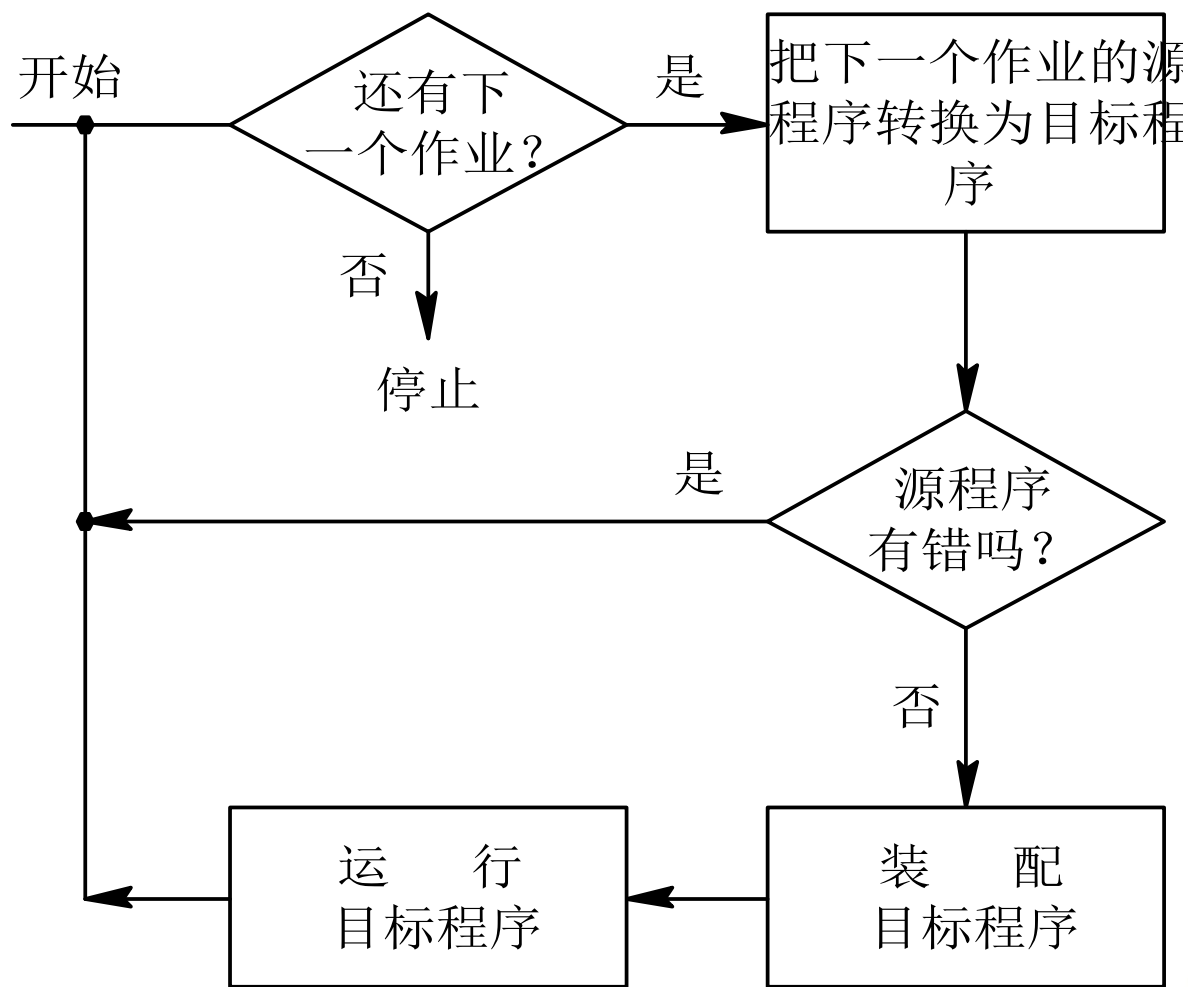 开始
还有下
一个作业?
是
把下一个作业的源
程序转换为目标程
序
否
停止
是
源程序
有错吗?
否
运 行
目标程序
装 配
目标程序